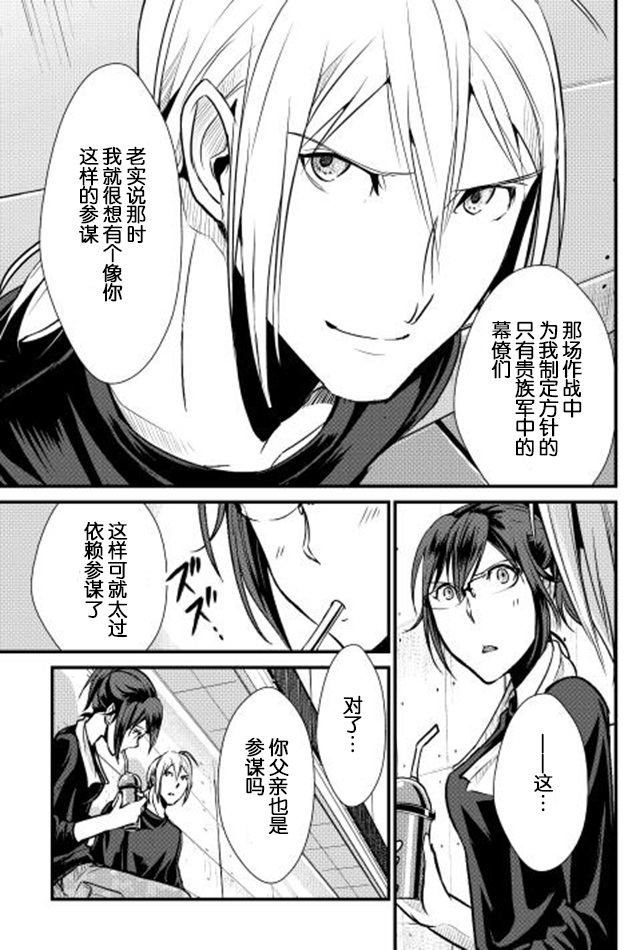 那场作战中
为我制定方针的
只有贵族军中的
幕僚们
老实说那时
我就很想有个像你
这样的参谋
——这…
这样可就太过
依赖参谋了
ズズ…
对了…
你父亲也是
参谋吗